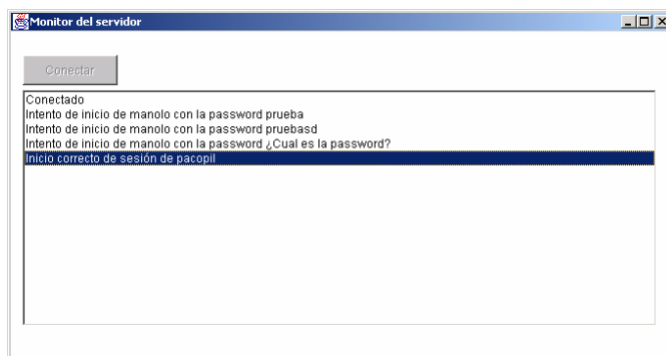 Monitor del servidor
Conectar
Conectado
Intento de inicio de manolo con la password prueba
Intento de inicio de manolo con la password pruebasd
Intento de inicio de manolo con la password ¿Cual es la password?
Inicio correcto de sesión de pacopil